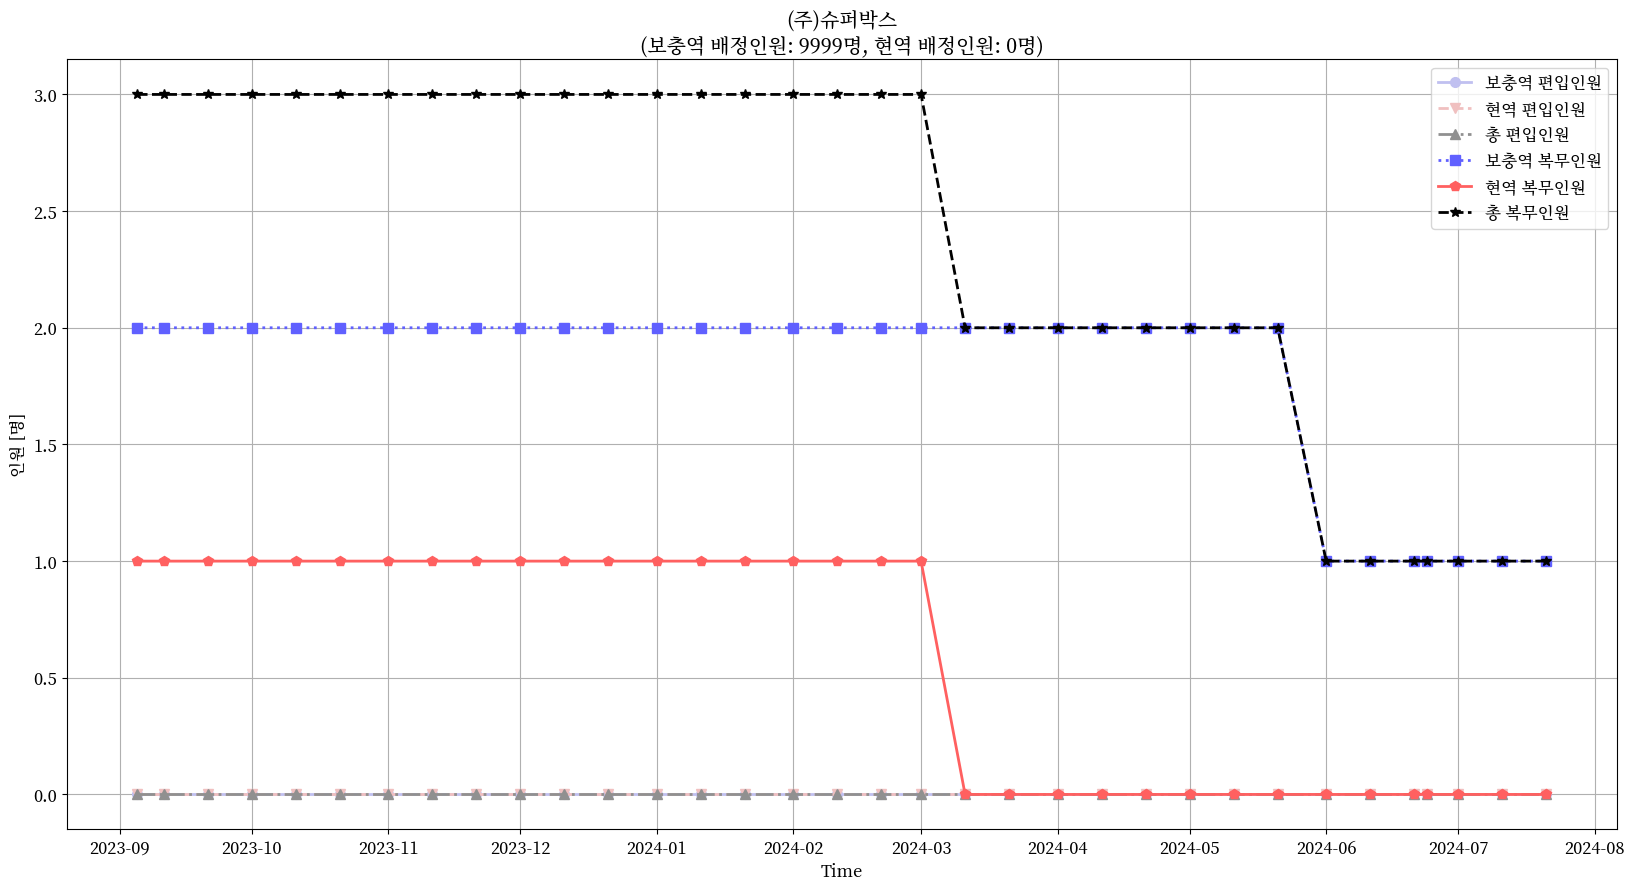 (주)슈퍼박스
(보충역 배정인원: 9999명, 현역 배정인원: 0명)
인원 [명]
3.0
2.5
2.0
1.5
1.0
0.5
0.0
보충역 편입인원
현역 편입인원
총 편입인원
보충역 복무인원
현역 복무인원
총 복무인원
2023-09 2023-10 2023-11 2023-12 2024-01 2024-02 2024-03 2024-04 2024-05 2024-06 2024-07 2024-08
Time